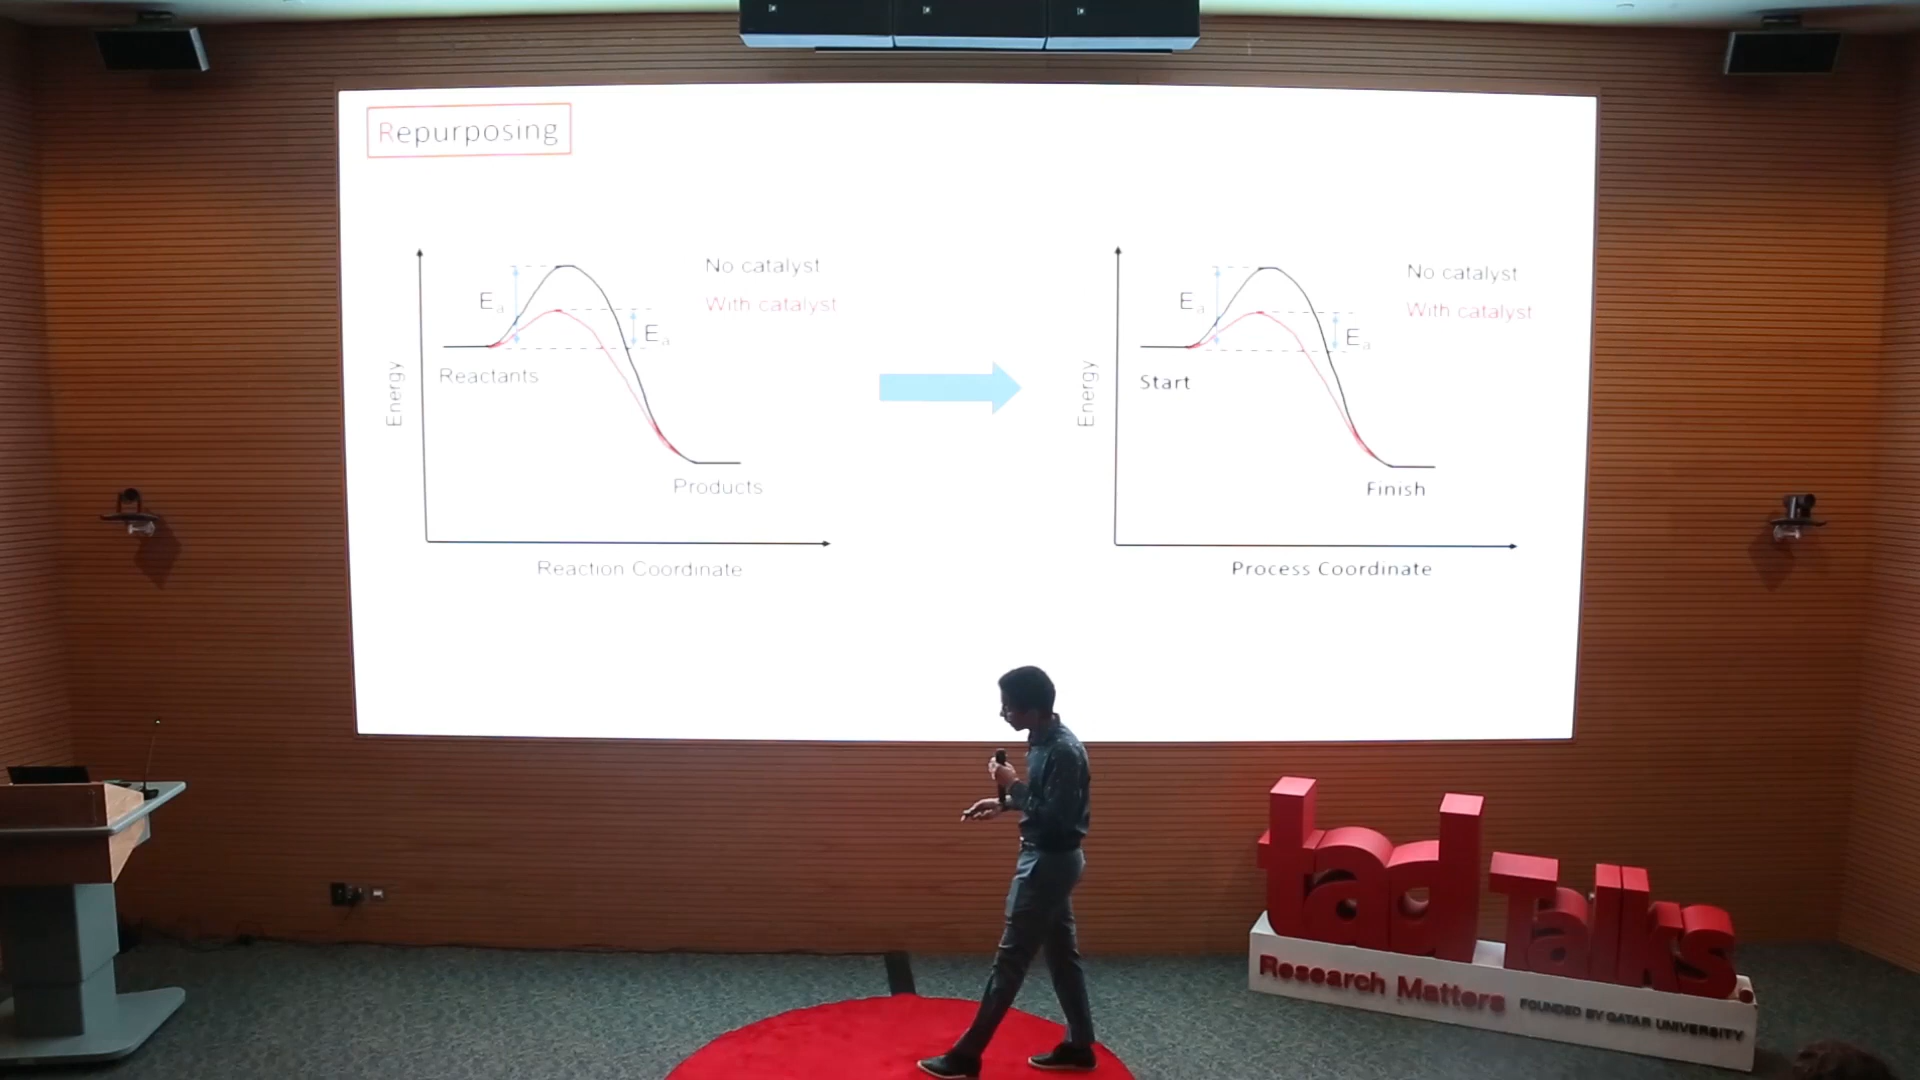 Repurposing
No catalyst
With catalyst
Ea
Ea
Energy
Reactants
Products
Reaction Coordinate
No catalyst
With catalyst
Ea
Ea
Energy
Start
Finish
Process Coordinate
tad Talks.
Research Matters FOUNDED BY QATAR UNIVERSITY